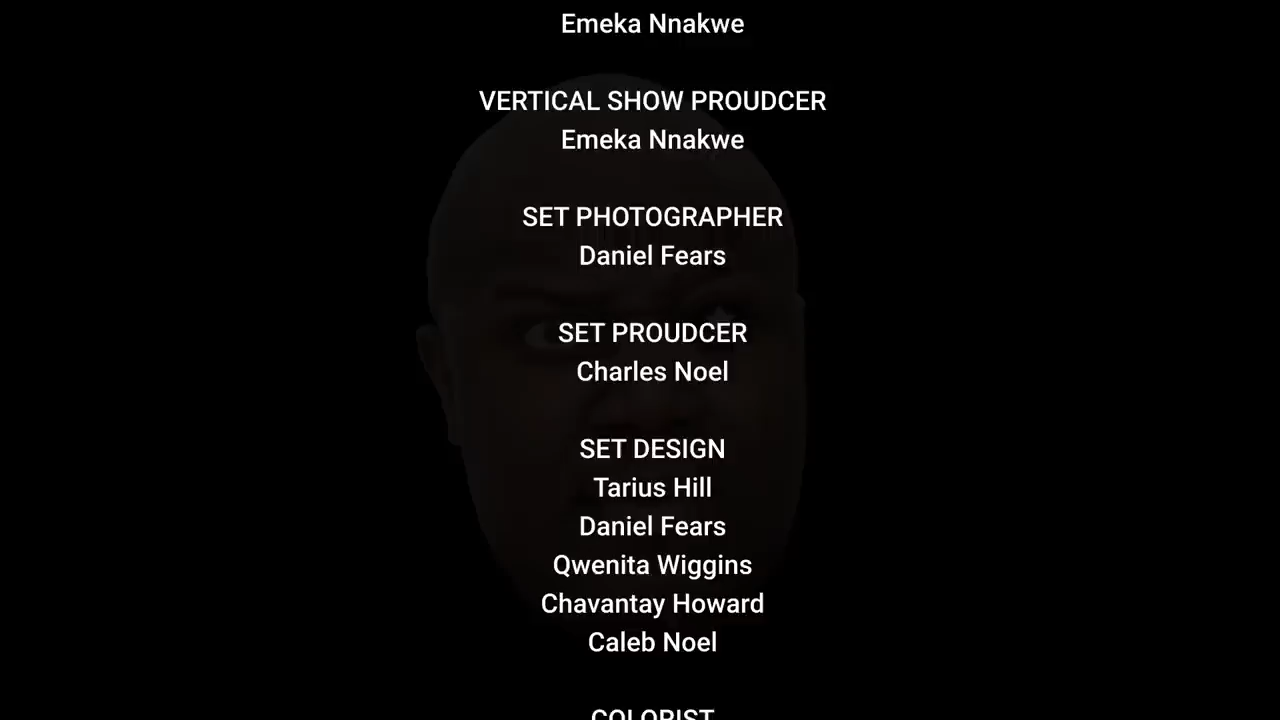 Emeka Nnakwe
VERTICAL SHOW PROUDCER
Emeka Nnakwe
SET PHOTOGRAPHER
Daniel Fears
SET PROUDCER
Charles Noel
SET DESIGN
Tarius Hill
Daniel Fears
Qwenita Wiggins
Chavantay Howard
Caleb Noel
COLORIST